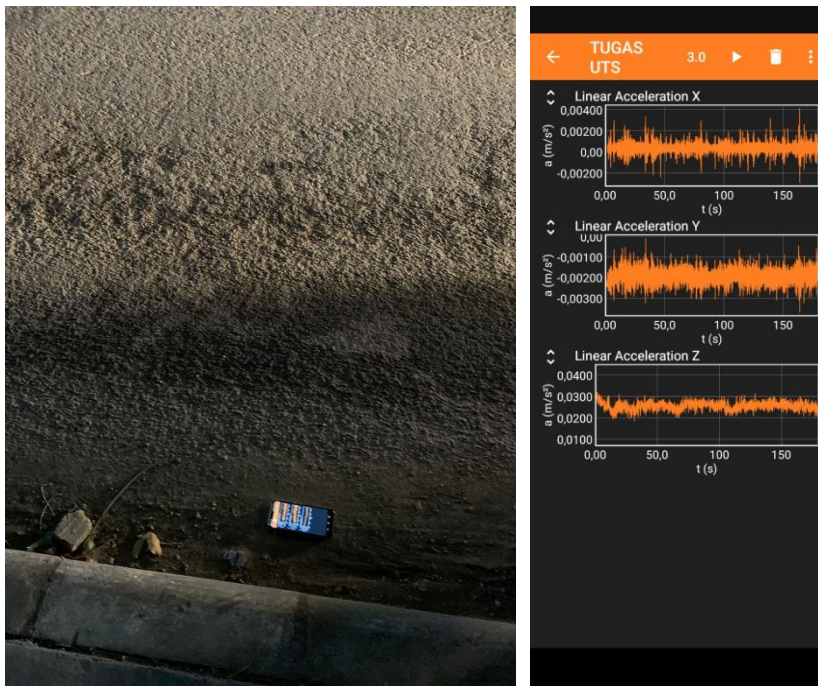 TUGAS UTS 3.0
Linear Acceleration X
0,00400
0,00200
0,00
-0,00200
a (m/s²)
0,00 50,0 100 150
t (s)
Linear Acceleration Y
0,00
-0,00100
-0,00200
-0,00300
a (m/s²)
0,00 50,0 100 150
t (s)
Linear Acceleration Z
0,0400
0,0300
0,0200
0,0100
a (m/s²)
0,00 50,0 100 150
t (s)